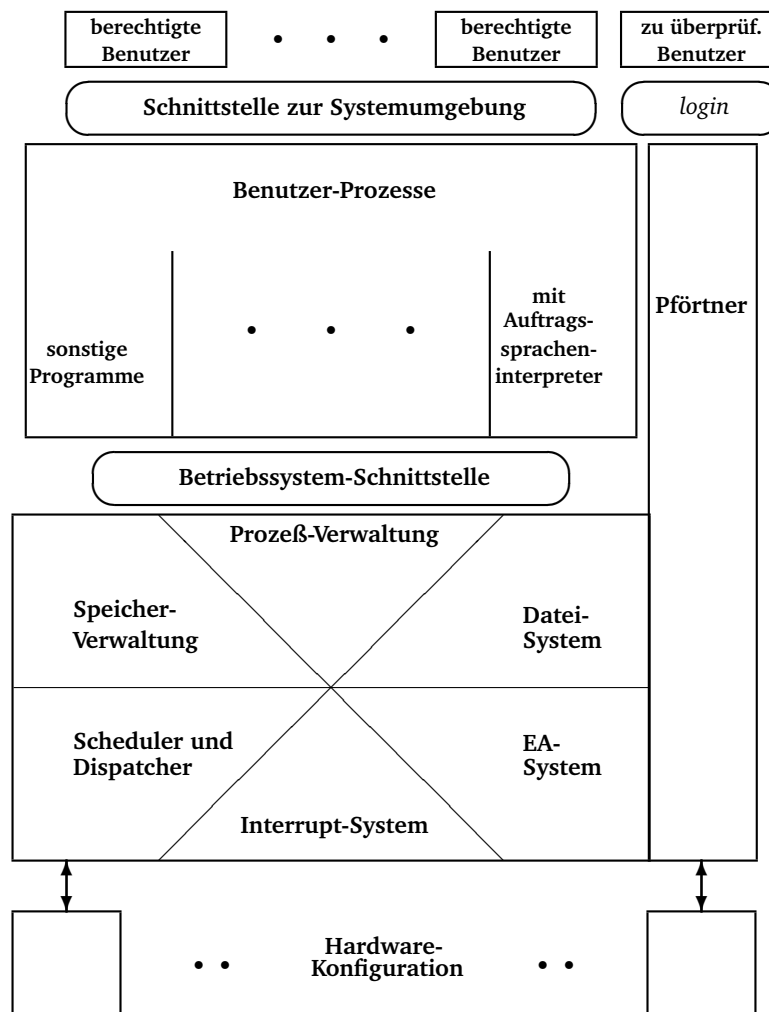 berechtigte
Benutzer
berechtigte
Benutzer
zu überprüf.
Benutzer
Schnittstelle zur Systemumgebung
login
Benutzer-Prozesse
sonstige
Programme
mit
Auftrags-
sprachen-
interpreter
Pförtner
Betriebssystem-Schnittstelle
Prozeß-Verwaltung
Speicher-
Verwaltung
Datei-
System
Scheduler und
Dispatcher
EA-
System
Interrupt-System
Hardware-
Konfiguration